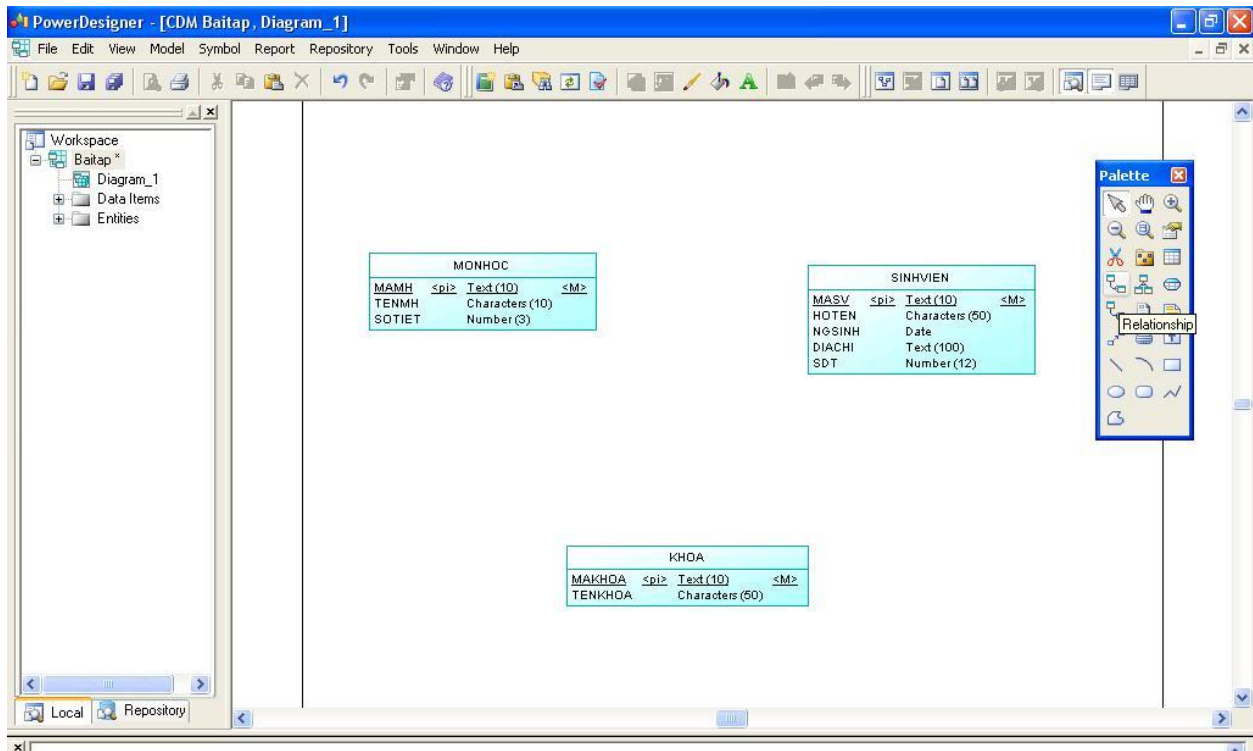 PowerDesigner - [CDM Baitap, Diagram_1]
File Edit View Model Symbol Report Repository Tools Window Help
Workspace
Baitap *
Diagram_1
Data Items
Entities
Palette
Relationship
MONHOC
MAMH <pi> Text (10) <M>
TENMH Characters (10)
SOTIET Number (3)
SINHVIEN
MASV <pi> Text (10) <M>
HOTEN Characters (50)
NGSINH Date
DIACHI Text (100)
SDT Number (12)
KHOA
MAKHOA <pi> Text (10) <M>
TENKHOA Characters (50)
Local Repository